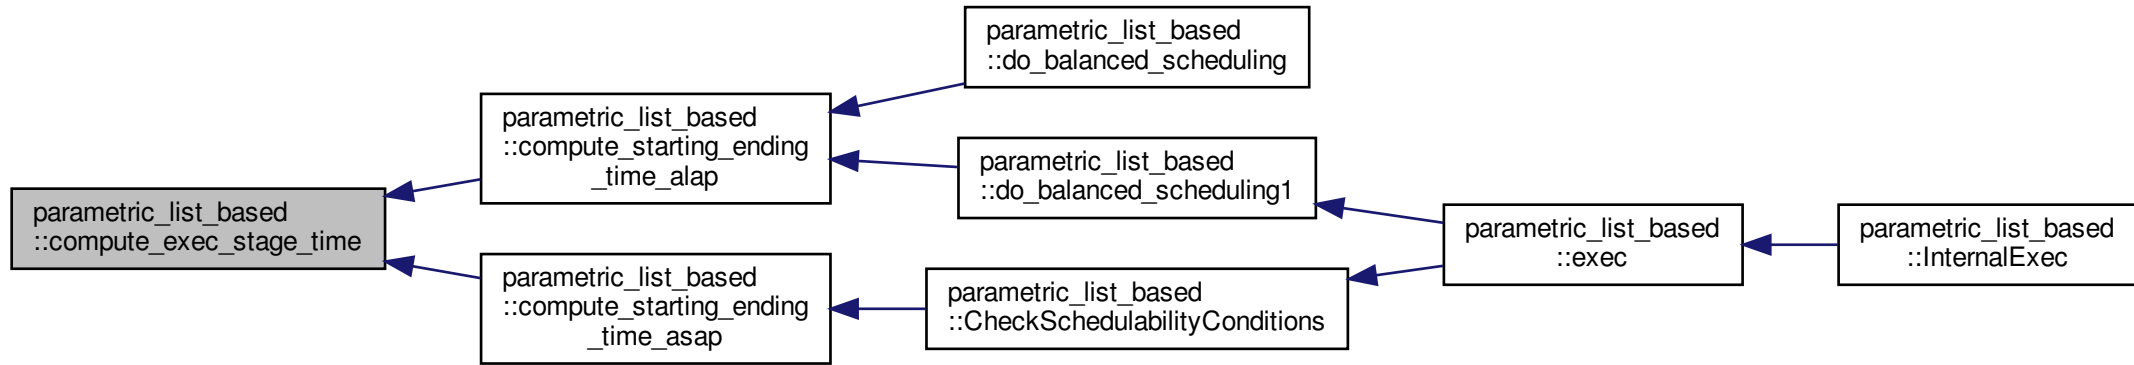 parametric_list_based
::do_balanced_scheduling
parametric_list_based
::compute_starting_ending
_time_alap
parametric_list_based
::do_balanced_scheduling1
parametric_list_based
::compute_exec_stage_time
parametric_list_based
::exec
parametric_list_based
::InternalExec
parametric_list_based
::compute_starting_ending
_time_asap
parametric_list_based
::CheckSchedulabilityConditions